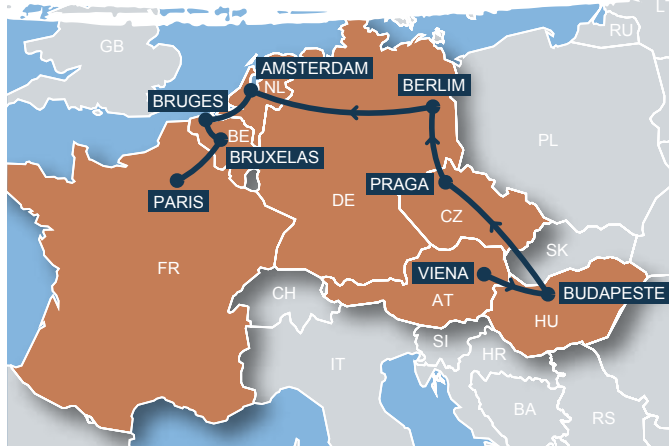 L
RU
GB
AMSTERDAM
NL
BERLIM
BRUGES
BE
PL
BRUXELAS
PRAGA
PARIS
DE
CZ
SK
FR
VIENA
CH
AT
BUDAPESTE
HU
SI
HR
IT
BA
RS